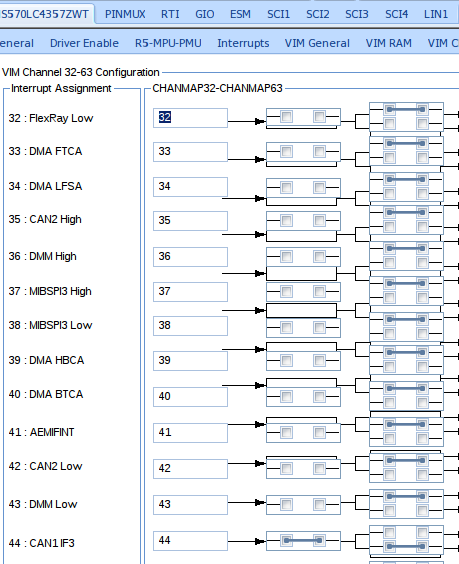 S570LC4357ZWT PINMUX RTI GIO ESM SCI1 SCI2 SCI3 SCI4 LIN1
eneral Driver Enable R5-MPU-PMU Interrupts VIM General VIM RAM VIM C
VIM Channel 32-63 Configuration
Interrupt Assignment CHANMAP32-CHANMAP63
32 : FlexRay Low 32
33 : DMA FTCA 33
34 : DMA LFSA 34
35 : CAN2 High 35
36 : DMM High 36
37 : MIBSPI3 High 37
38 : MIBSPI3 Low 38
39 : DMA HBCA 39
40 : DMA BTCA 40
41 : AEMIFINT 41
42 : CAN2 Low 42
43 : DMM Low 43
44 : CAN1 IF3 44